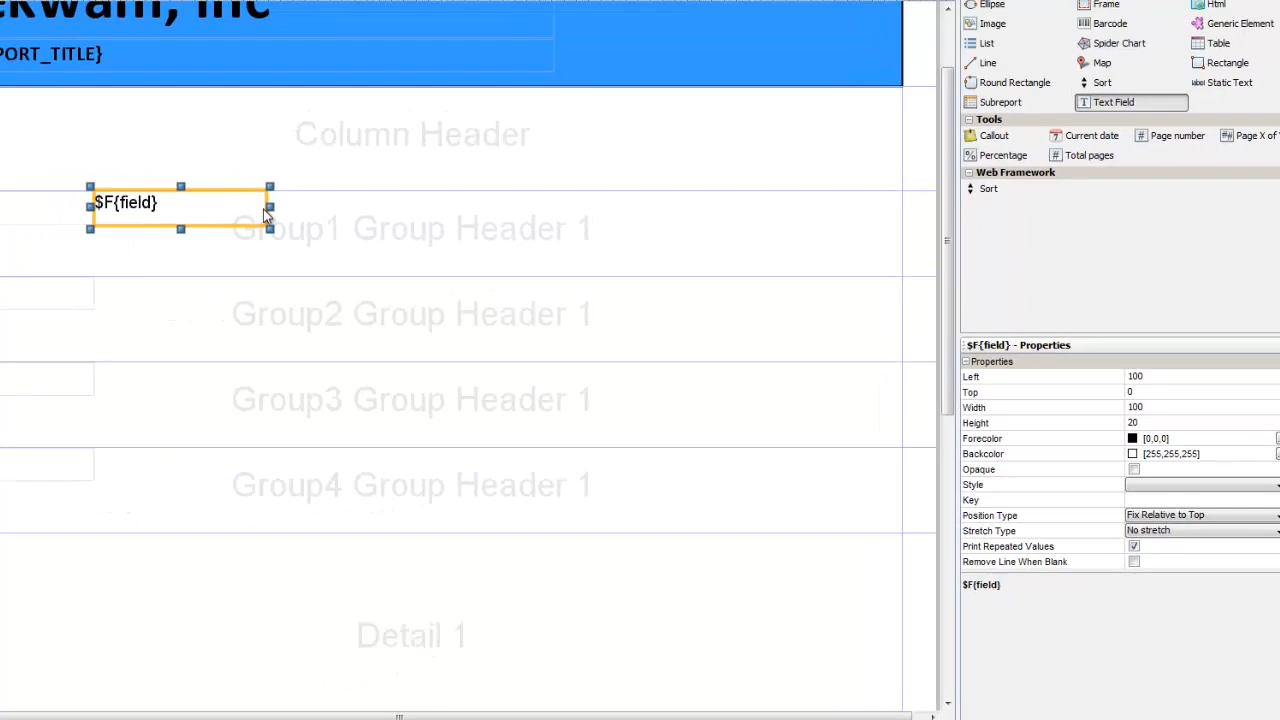 ekwam, Inc
PORT_TITLE}
Column Header
$F{field}
Group1 Group Header 1
Group2 Group Header 1
Group3 Group Header 1
Group4 Group Header 1
Detail 1
Ellipse
Frame
Html
Image
Barcode
Generic Element
List
Spider Chart
Table
Line
Map
Rectangle
Round Rectangle
Sort
Static Text
Subreport
Text Field
Tools
Callout
Current date
Page number
Page X of
Percentage
Total pages
Web Framework
Sort
$F{field} - Properties
Properties
Left 100
Top 0
Width 100
Height 20
Forecolor [0,0,0]
Backcolor [255,255,255]
Opaque
Style
Key
Position Type Fix Relative to Top
Stretch Type No stretch
Print Repeated Values
Remove Line When Blank
$F{field}